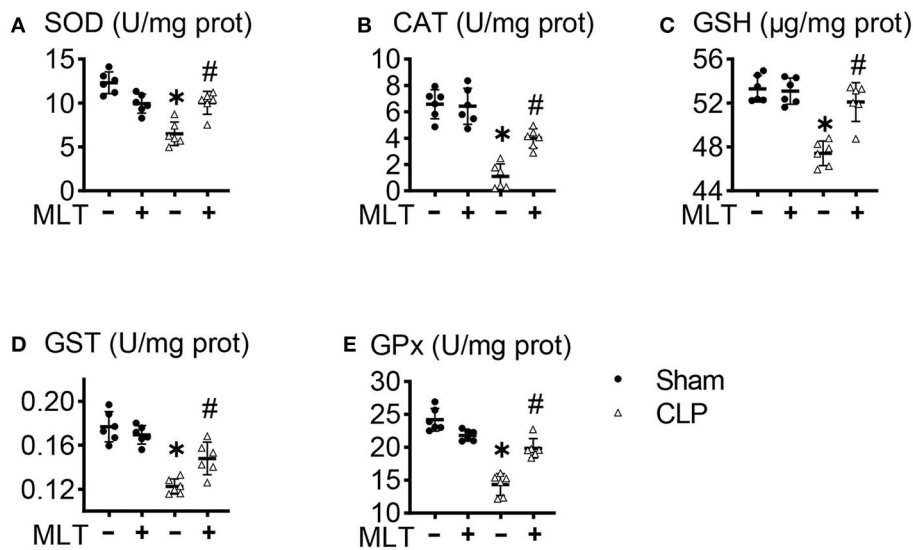 A SOD (U/mg prot)
15
10
5
0
* #
MLT - + - +
B CAT (U/mg prot)
10
8
6
4
2
0
* #
MLT - + - +
C GSH (µg/mg prot)
56
52
48
44
* #
MLT - + - +
D GST (U/mg prot)
0.20
0.16
0.12
* #
MLT - + - +
E GPx (U/mg prot)
30
25
20
15
10
* #
MLT - + - +
Sham
CLP